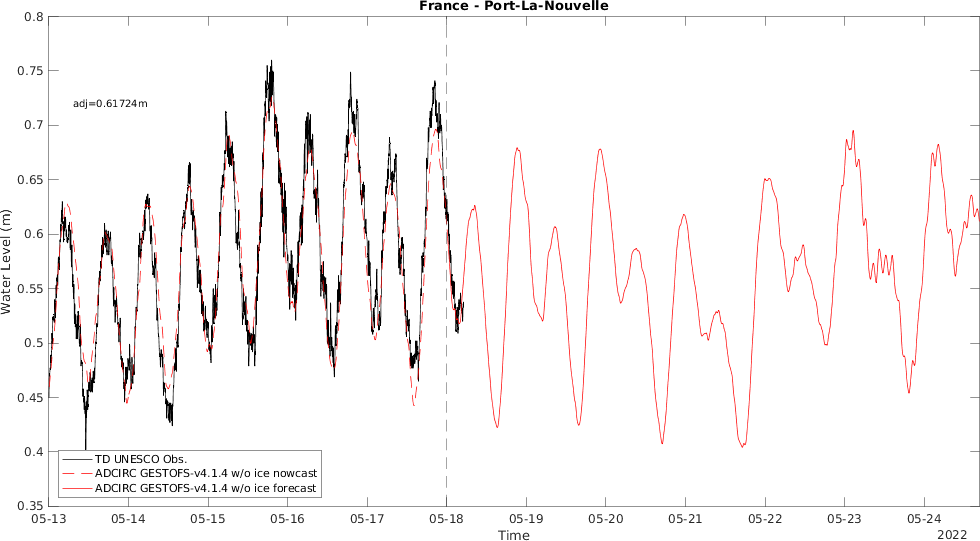 France - Port-La-Nouvelle
0.8
0.75
0.7
0.65
0.6
0.55
0.5
0.45
0.4
0.35
Water Level (m)
adj=0.61724m
TD UNESCO Obs.
ADCIRC GESTOFS-v4.1.4 w/o ice nowcast
ADCIRC GESTOFS-v4.1.4 w/o ice forecast
05-13 05-14 05-15 05-16 05-17 05-18 05-19 05-20 05-21 05-22 05-23 05-24
Time
2022